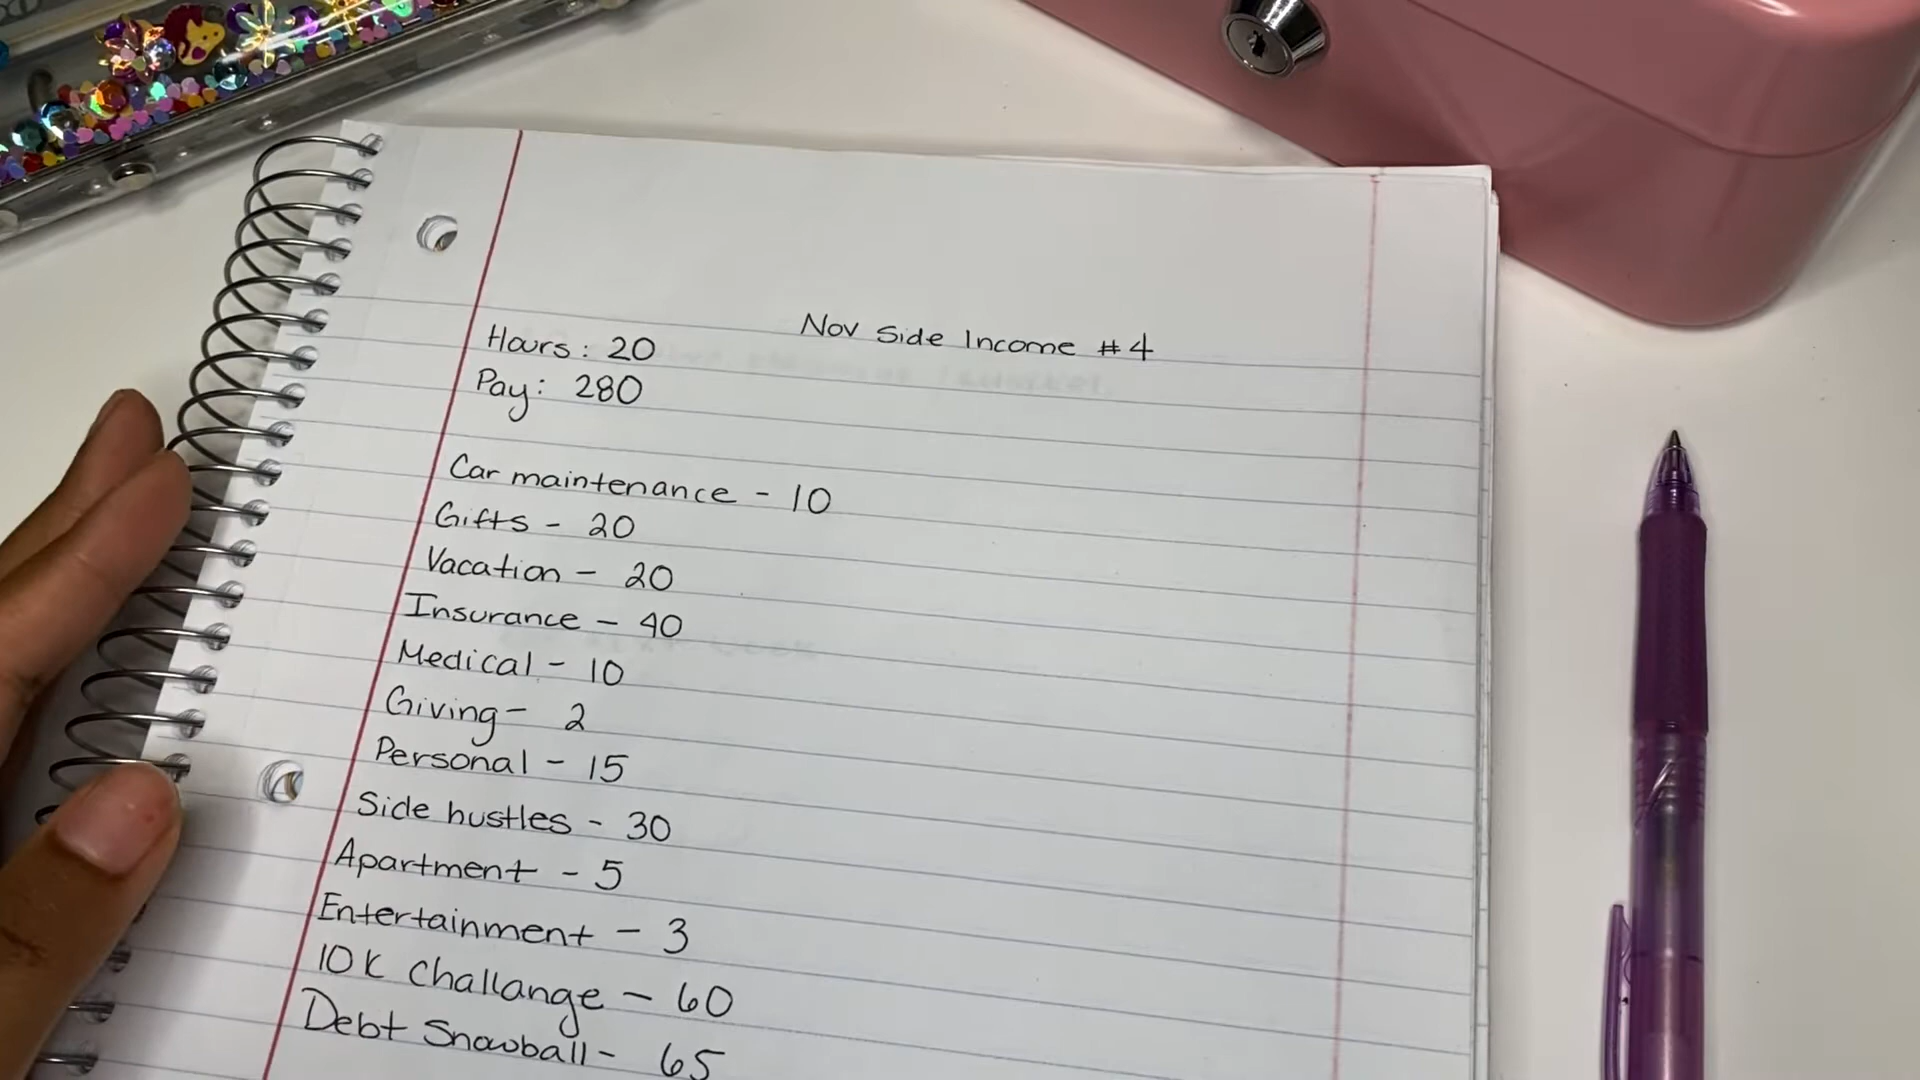 Nov Side Income #4
Hours: 20
Pay: 280
Car maintenance - 10
Gifts - 20
Vacation - 20
Insurance - 40
Medical - 10
Giving - 2
Personal - 15
Side hustles - 30
Apartment - 5
Entertainment - 3
10K Challange - 60
Debt Snowball - 65